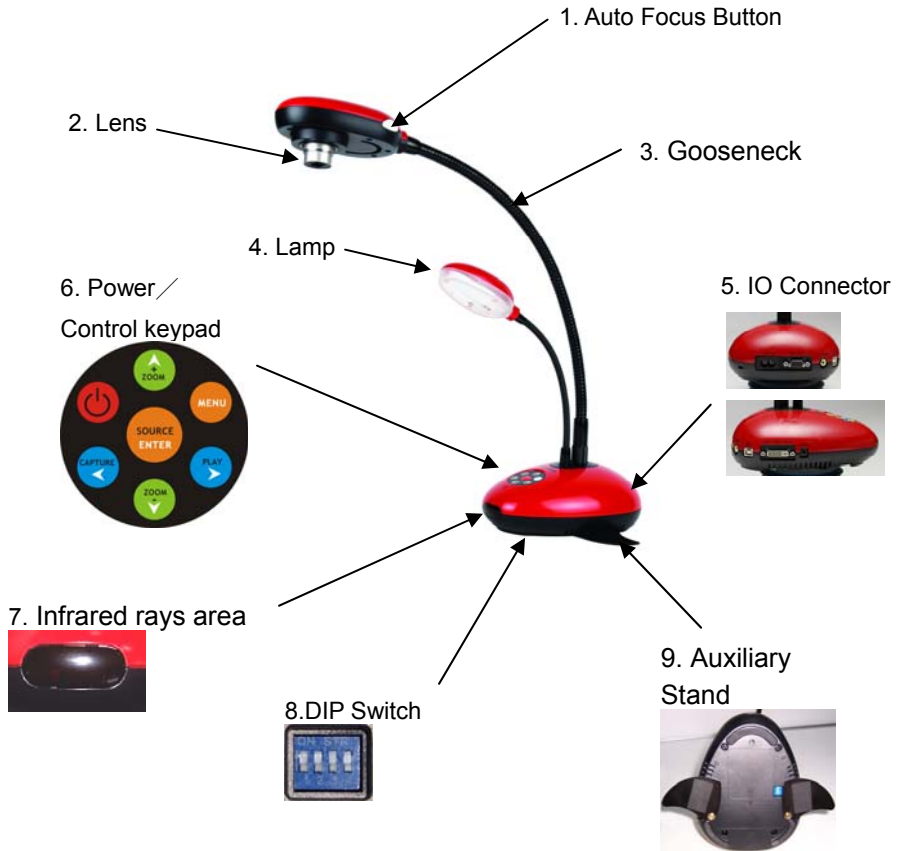 1. Auto Focus Button
2. Lens
3. Gooseneck
4. Lamp
5. IO Connector
6. Power／
Control keypad
+
ZOOM
MENU
SOURCE
ENTER
CAPTURE
PLAY
ZOOM
-
7. Infrared rays area
8.DIP Switch
ON
9. Auxiliary
Stand